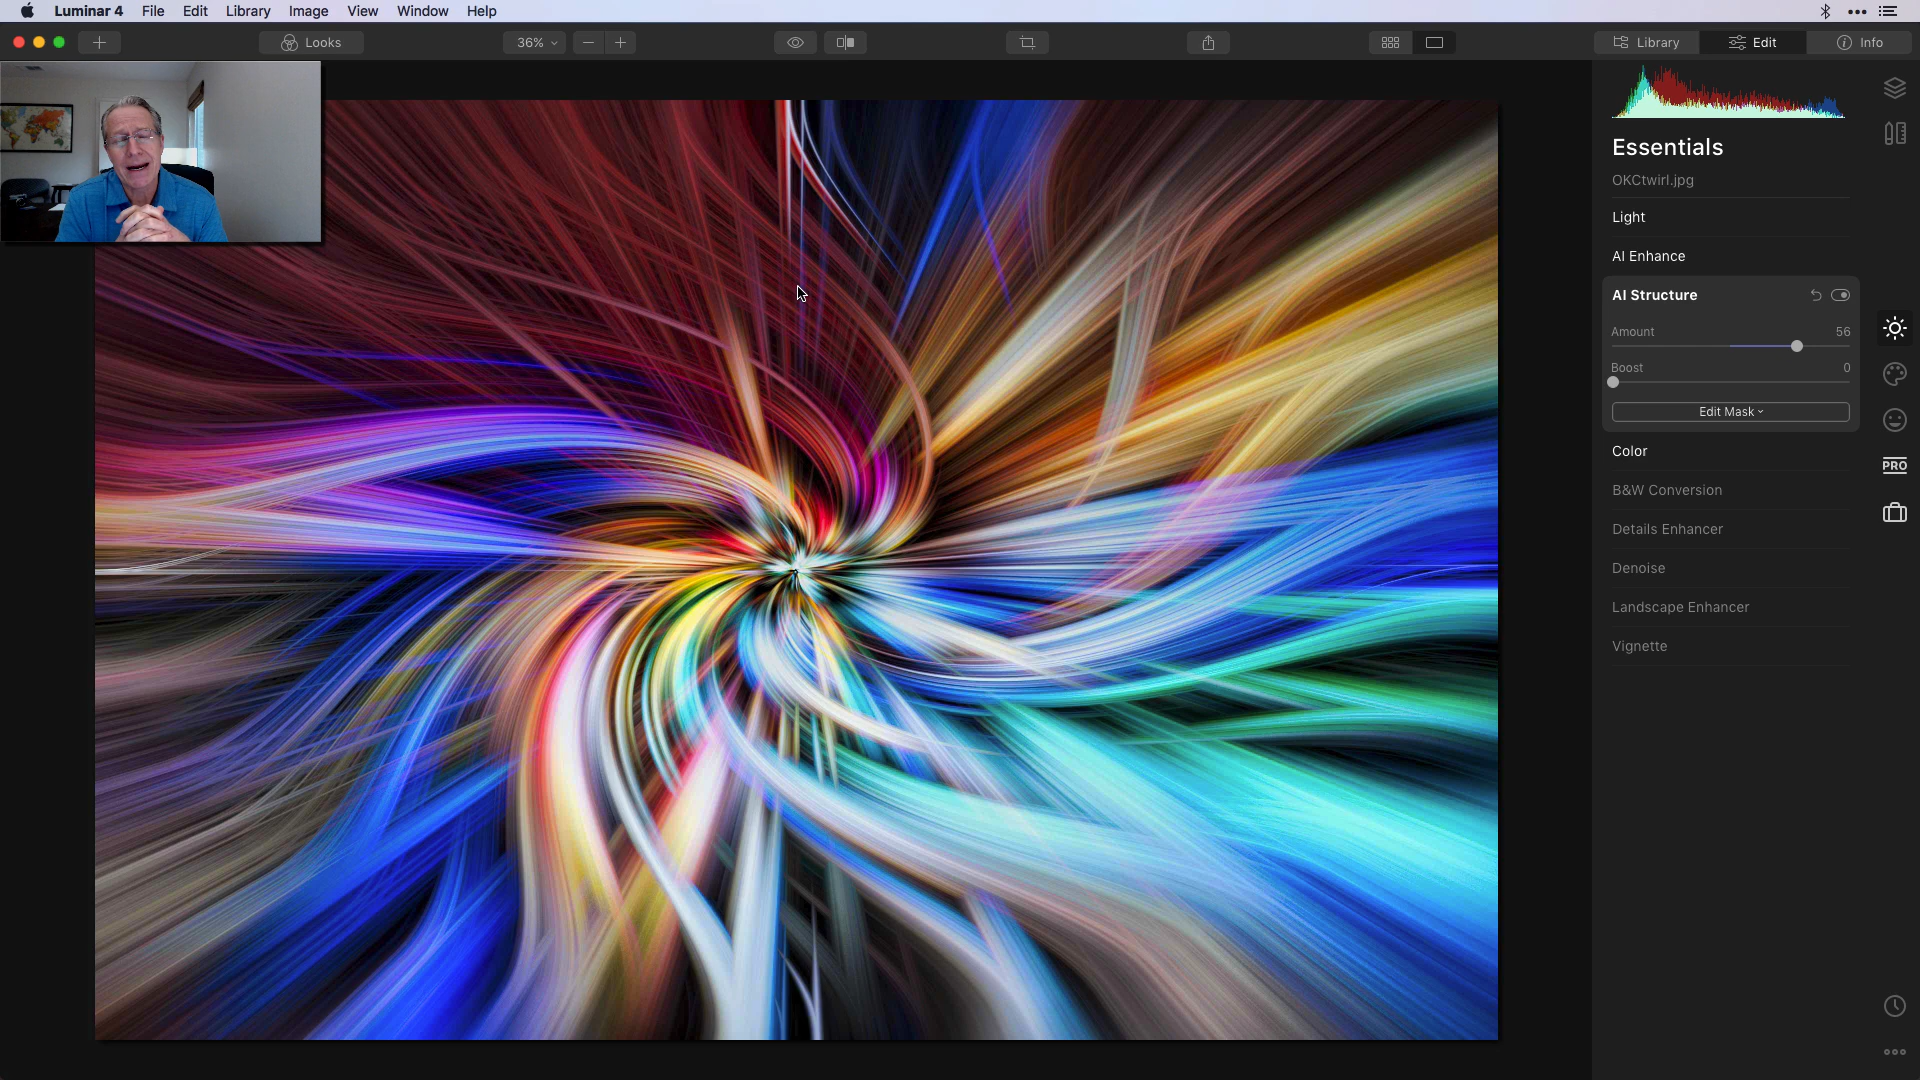 Luminar 4 File Edit Library Image View Window Help
Looks 36% Library Edit Info
Essentials
OKCtwirl.jpg
Light
AI Enhance
AI Structure
Amount 56
Boost 0
Edit Mask
Color
B&W Conversion
Details Enhancer
Denoise
Landscape Enhancer
Vignette
PRO